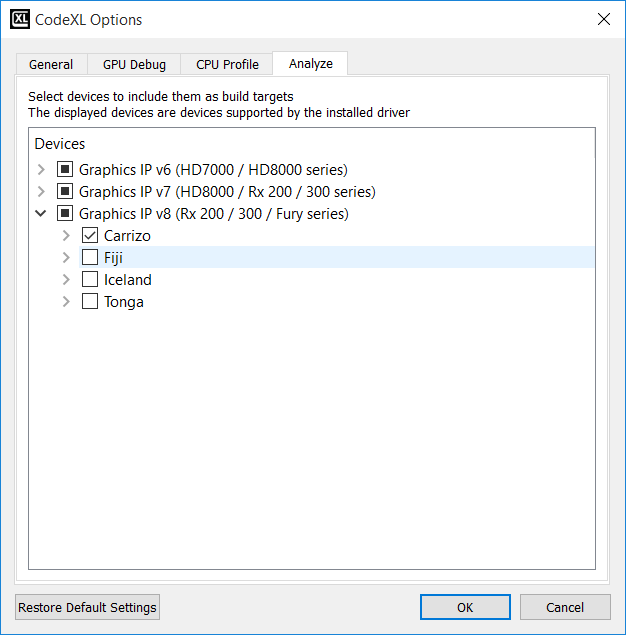 XL CodeXL Options
General GPU Debug CPU Profile Analyze
Select devices to include them as build targets
The displayed devices are devices supported by the installed driver
Devices
Graphics IP v6 (HD7000 / HD8000 series)
Graphics IP v7 (HD8000 / Rx 200 / 300 series)
Graphics IP v8 (Rx 200 / 300 / Fury series)
Carrizo
Fiji
Iceland
Tonga
Restore Default Settings OK Cancel